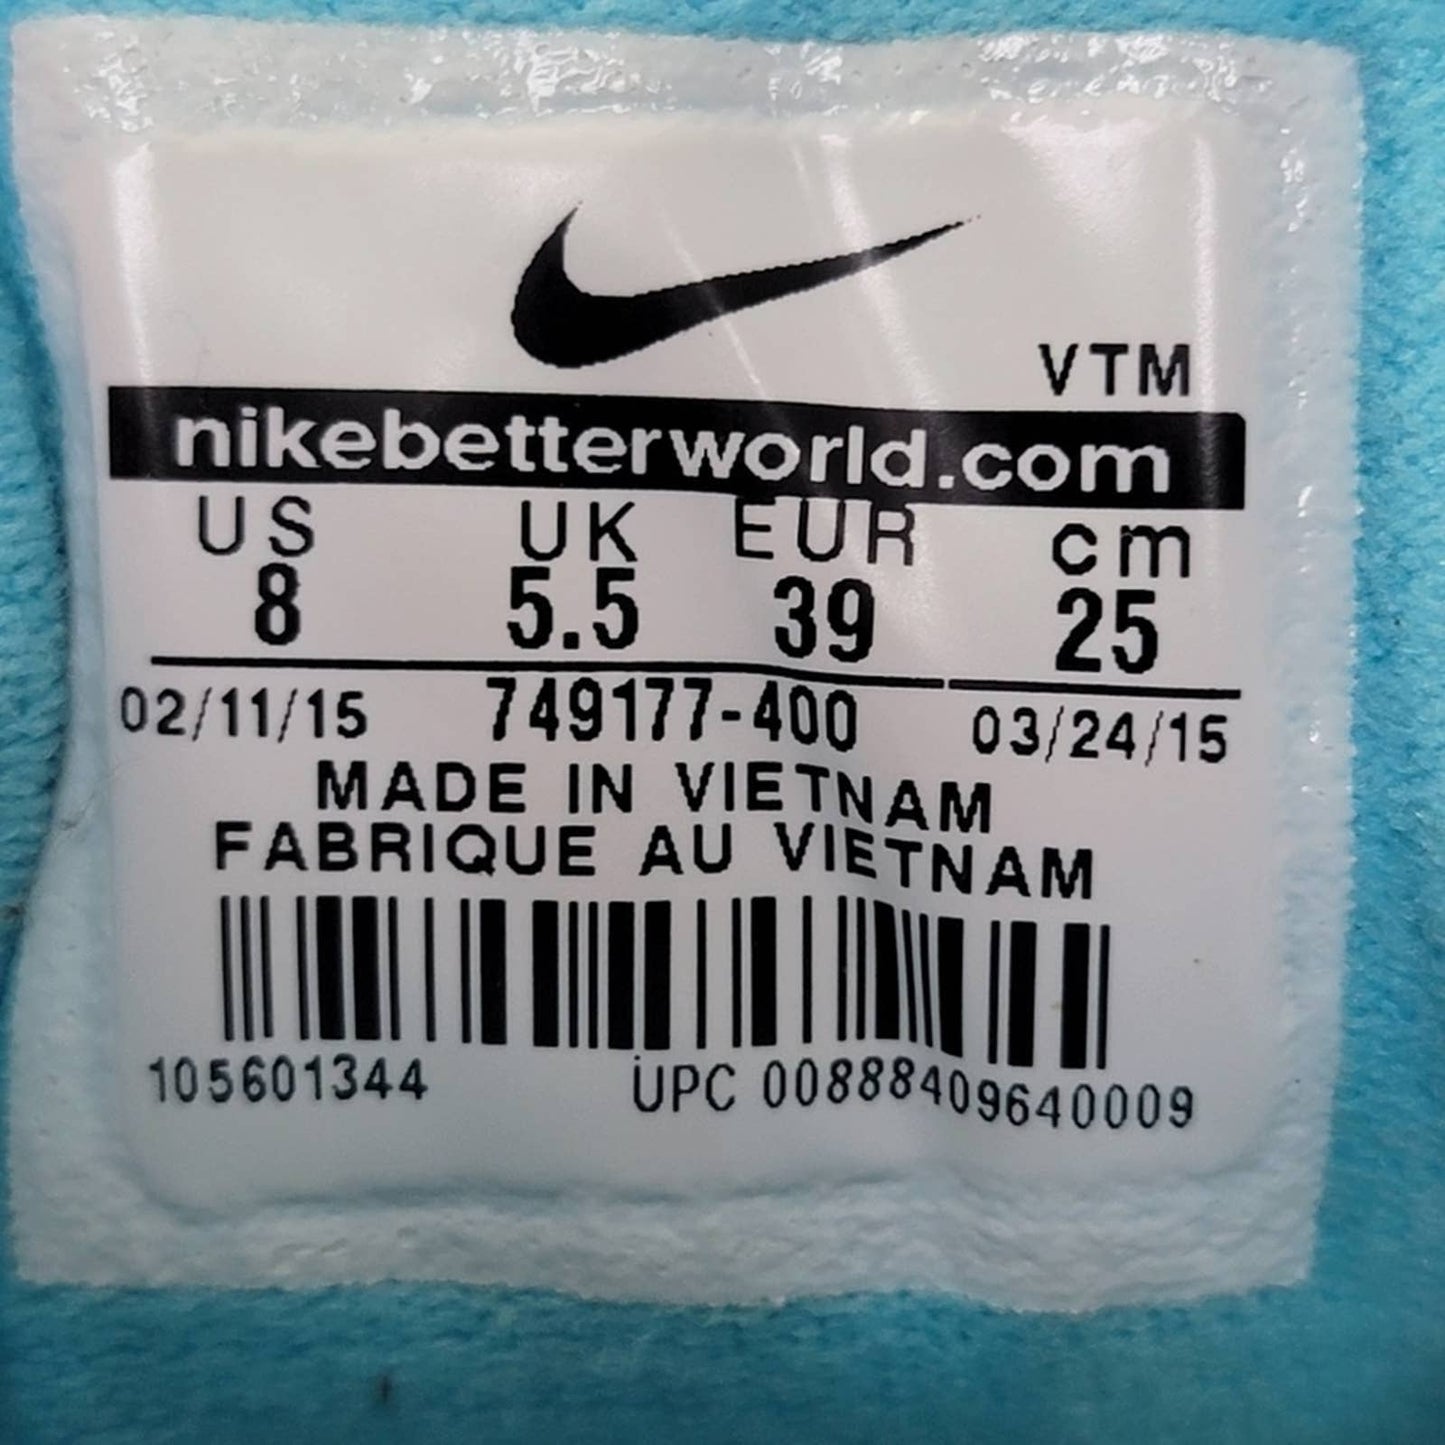 VTM
nikebetterworld.com
US UK EUR cm
8 5.5 39 25
02/11/15 749177-400 03/24/15
MADE IN VIETNAM
FABRIQUE AU VIETNAM
105601344 UPC 00888409640009